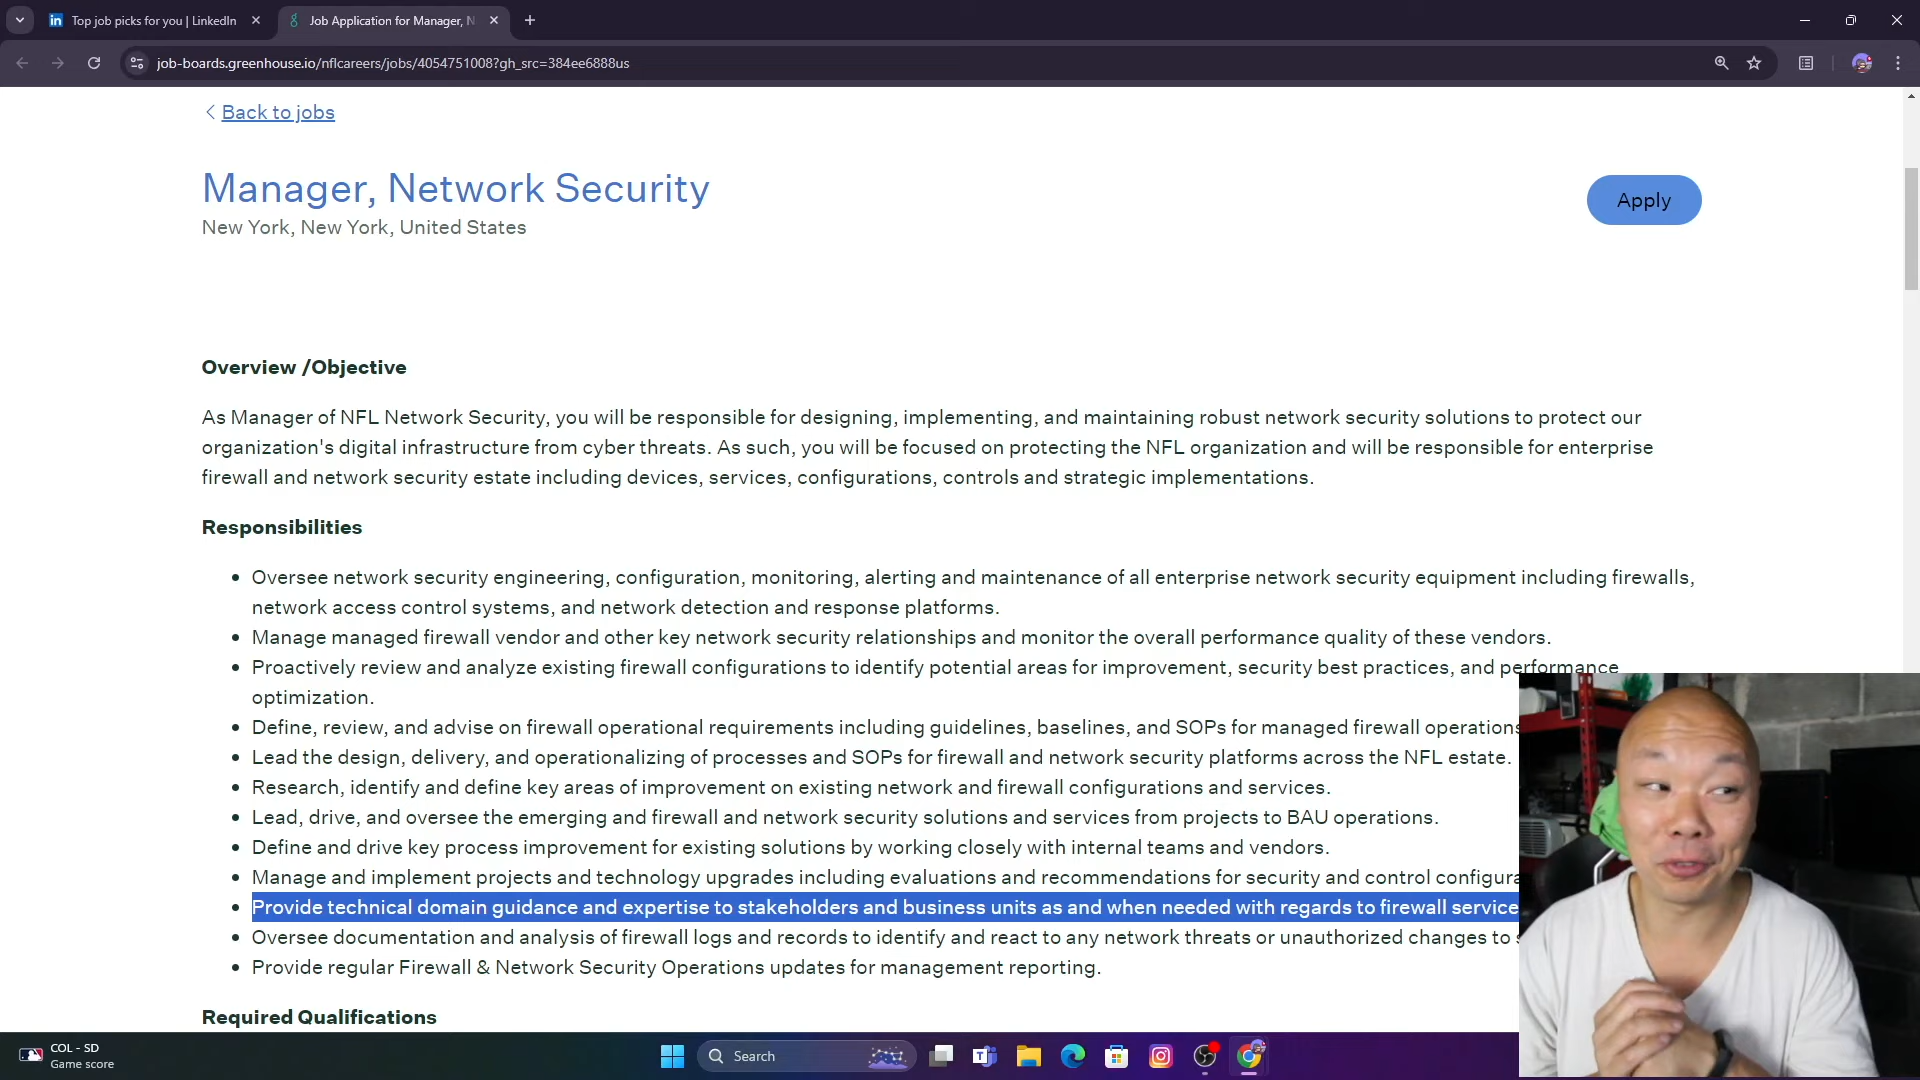 Top job picks for you | LinkedIn
Job Application for Manager, N
job-boards.greenhouse.io/nflcareers/jobs/4054751008?gh_src=384ee6888us
Back to jobs
Manager, Network Security
Apply
New York, New York, United States
Overview /Objective
As Manager of NFL Network Security, you will be responsible for designing, implementing, and maintaining robust network security solutions to protect our
organization's digital infrastructure from cyber threats. As such, you will be focused on protecting the NFL organization and will be responsible for enterprise
firewall and network security estate including devices, services, configurations, controls and strategic implementations.
Responsibilities
Oversee network security engineering, configuration, monitoring, alerting and maintenance of all enterprise network security equipment including firewalls,
network access control systems, and network detection and response platforms.
Manage managed firewall vendor and other key network security relationships and monitor the overall performance quality of these vendors.
Proactively review and analyze existing firewall configurations to identify potential areas for improvement, security best practices, and performance
optimization.
Define, review, and advise on firewall operational requirements including guidelines, baselines, and SOPs for managed firewall operations
Lead the design, delivery, and operationalizing of processes and SOPs for firewall and network security platforms across the NFL estate.
Research, identify and define key areas of improvement on existing network and firewall configurations and services.
Lead, drive, and oversee the emerging and firewall and network security solutions and services from projects to BAU operations.
Define and drive key process improvement for existing solutions by working closely with internal teams and vendors.
Manage and implement projects and technology upgrades including evaluations and recommendations for security and control configura
Provide technical domain guidance and expertise to stakeholders and business units as and when needed with regards to firewall service
Oversee documentation and analysis of firewall logs and records to identify and react to any network threats or unauthorized changes to
Provide regular Firewall & Network Security Operations updates for management reporting.
Required Qualifications
COL - SD
Game score
Search